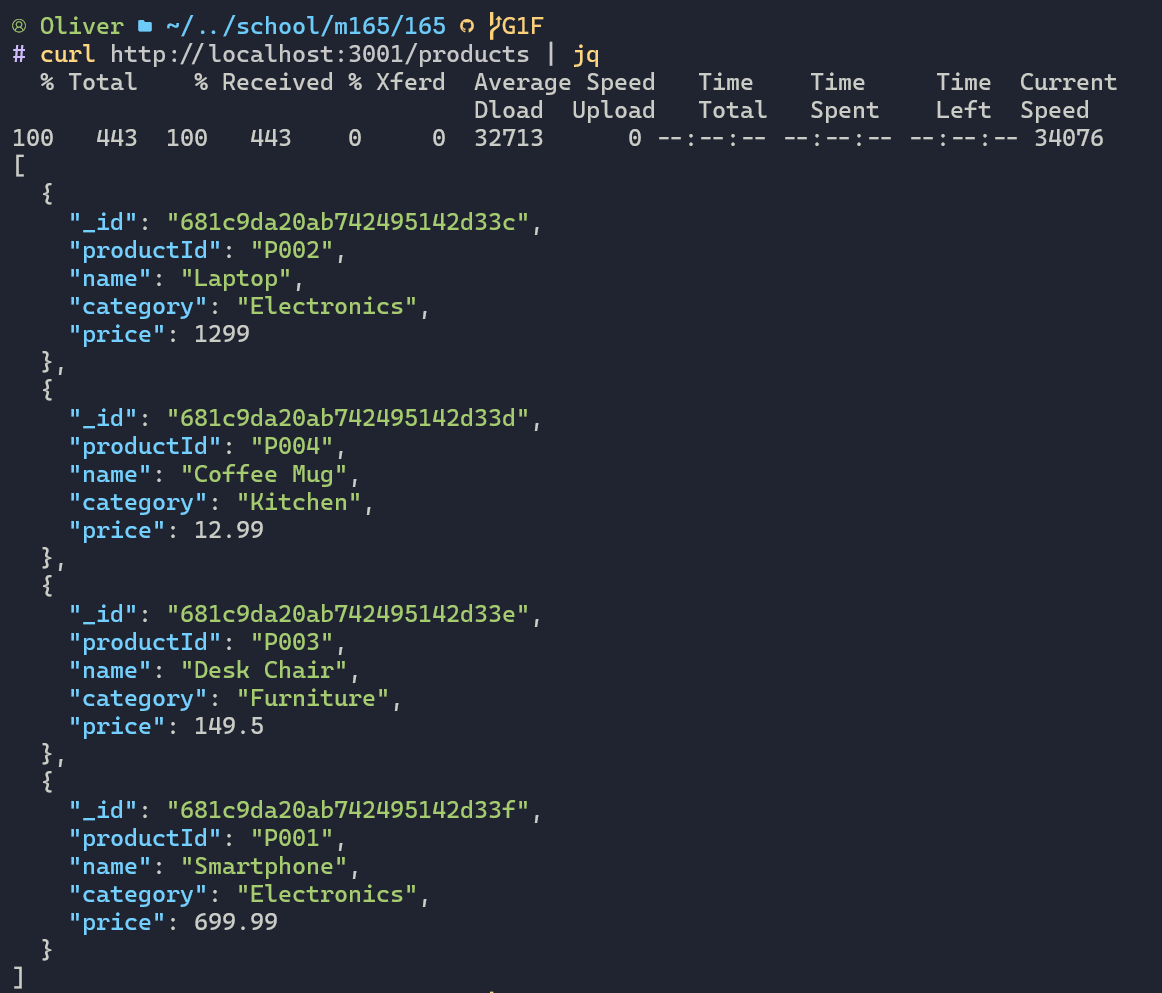 ® Oliver ~/../school/m165/165 G1F
# curl http://localhost:3001/products | jq
  % Total    % Received % Xferd  Average Speed   Time    Time     Time  Current
                                 Dload  Upload   Total   Spent    Left  Speed
100   443  100   443    0     0  32713      0 --:--:-- --:--:-- --:--:-- 34076
[
  {
    "_id": "681c9da20ab742495142d33c",
    "productId": "P002",
    "name": "Laptop",
    "category": "Electronics",
    "price": 1299
  },
  {
    "_id": "681c9da20ab742495142d33d",
    "productId": "P004",
    "name": "Coffee Mug",
    "category": "Kitchen",
    "price": 12.99
  },
  {
    "_id": "681c9da20ab742495142d33e",
    "productId": "P003",
    "name": "Desk Chair",
    "category": "Furniture",
    "price": 149.5
  },
  {
    "_id": "681c9da20ab742495142d33f",
    "productId": "P001",
    "name": "Smartphone",
    "category": "Electronics",
    "price": 699.99
  }
]